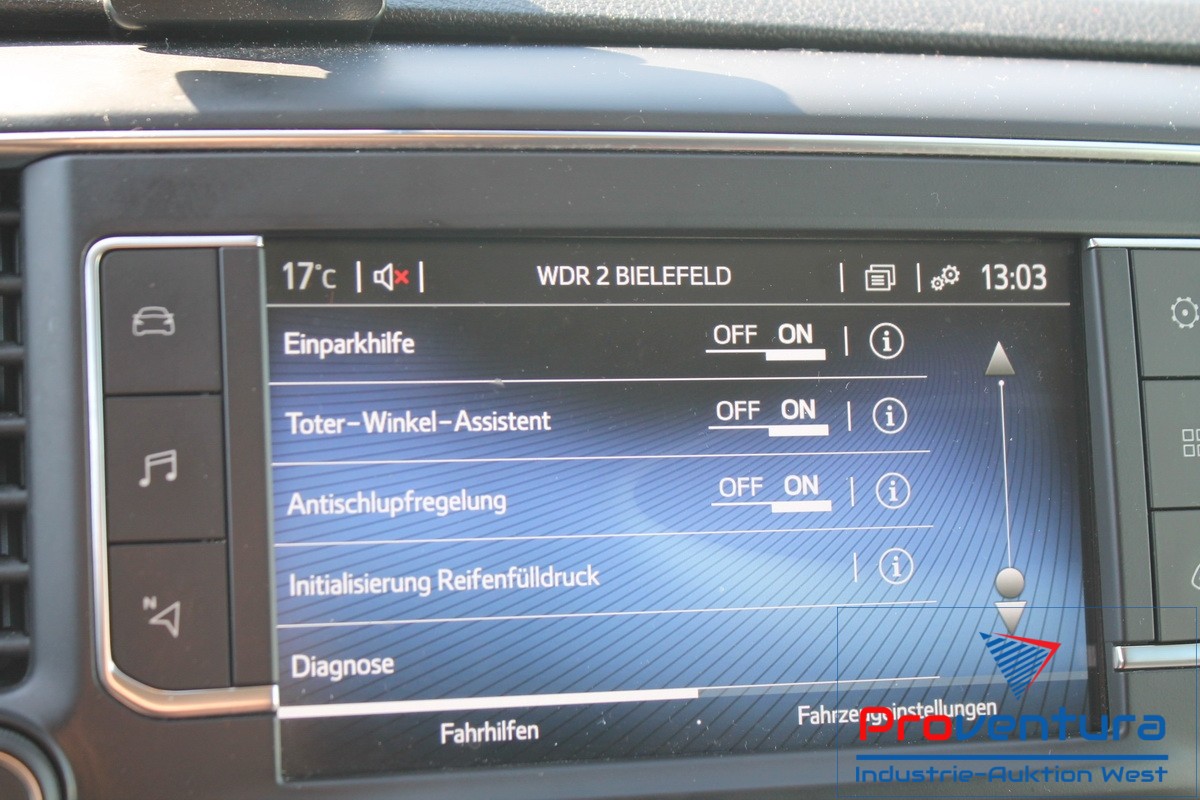 17°C WDR 2 BIELEFELD 13:03
Einparkhilfe OFF ON i
Toter-Winkel-Assistent OFF ON i
Antischlupfregelung OFF ON i
Initialisierung Reifenfülldruck i
Diagnose
Fahrhilfen Fahrzeugeinstellungen
N
Proventura
Industrie-Auktion West